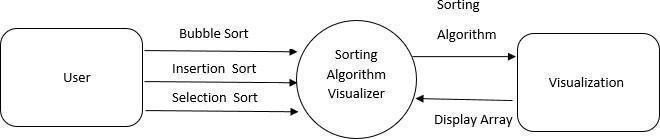 User
Bubble Sort
Insertion Sort
Selection Sort
Sorting
Algorithm
Visualizer
Sorting
Algorithm
Display Array
Visualization